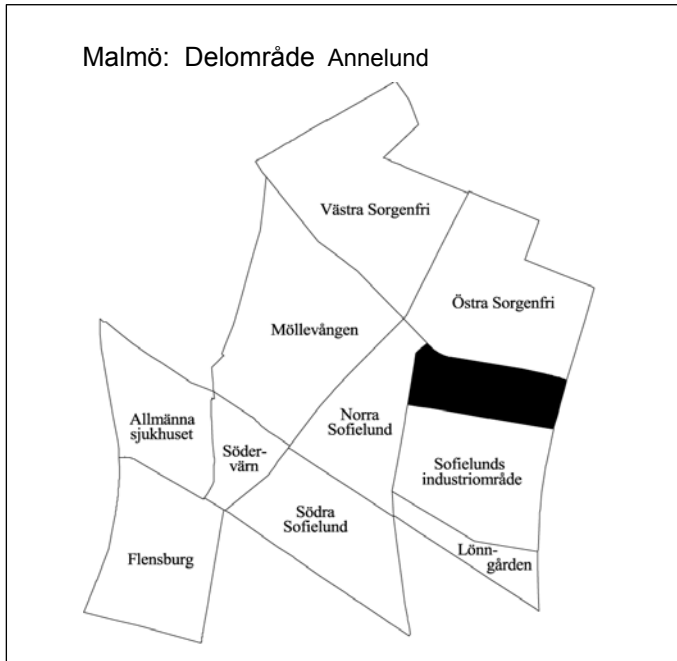 Malmö: Delområde Annelund
Västra Sorgenfri
Östra Sorgenfri
Möllevången
Allmänna
sjukhuset
Söder-
värn
Norra
Sofielund
Sofielunds
industriområde
Södra
Sofielund
Lönn-
gården
Flensburg